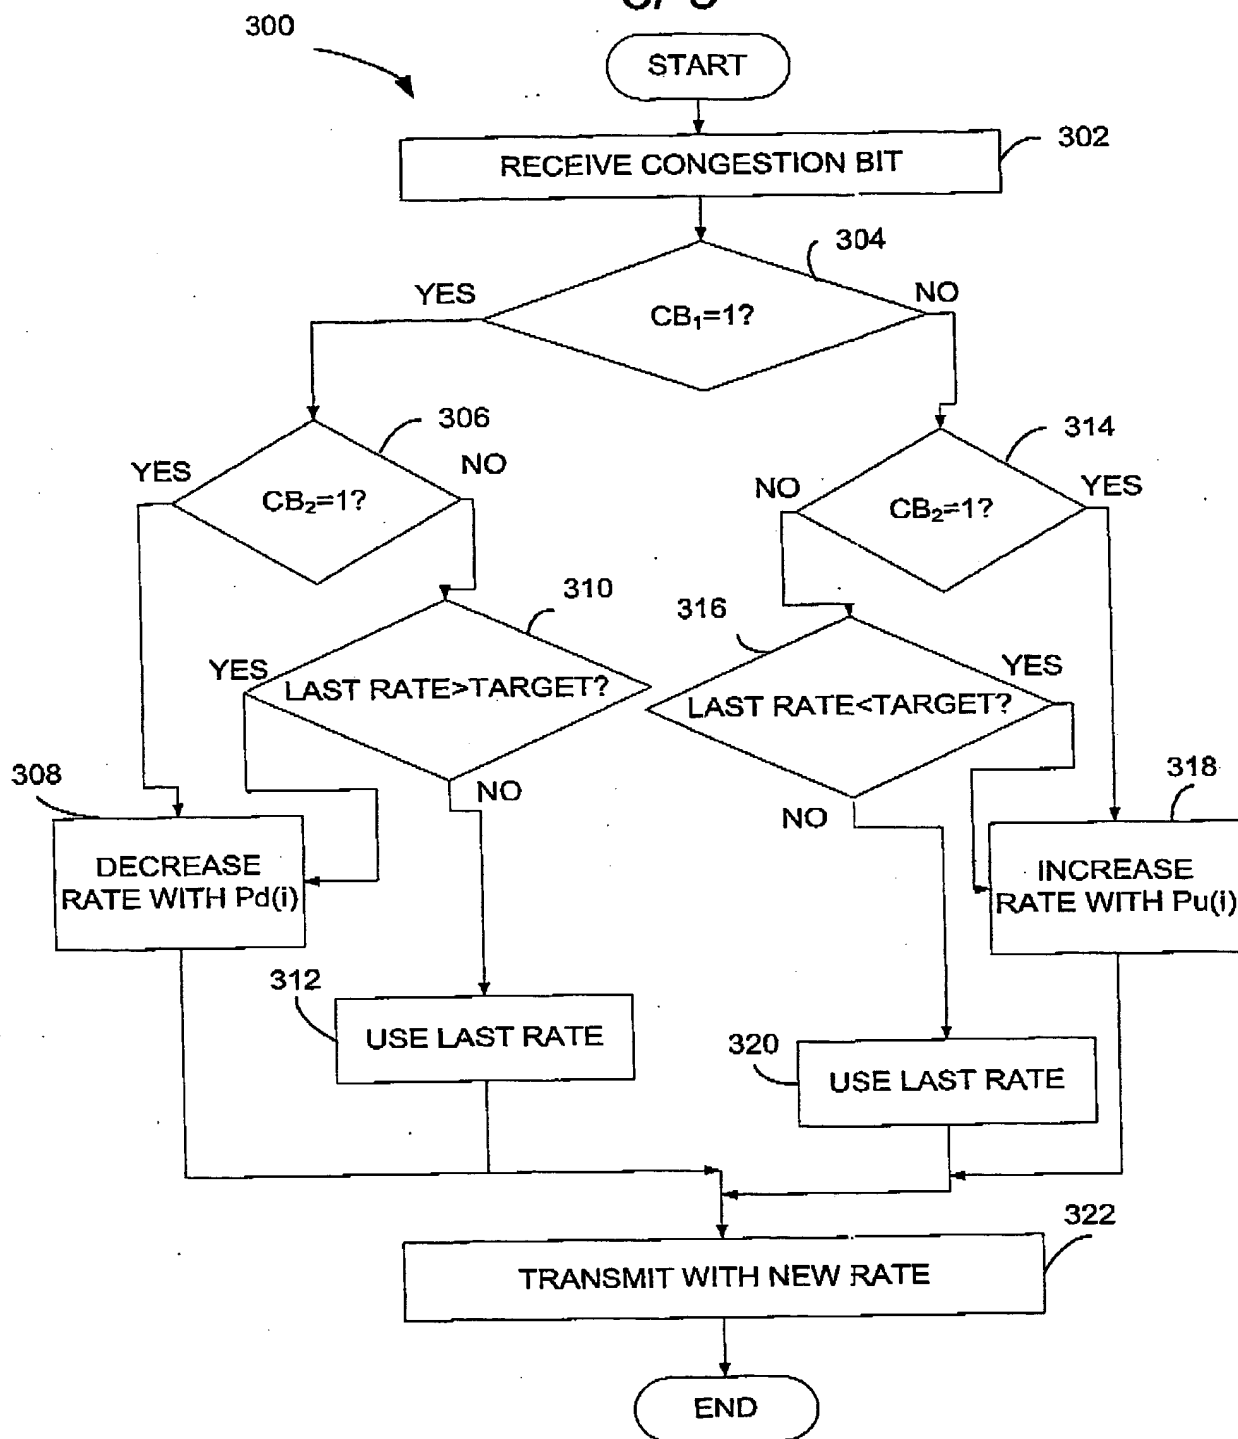 300
START
RECEIVE CONGESTION BIT
302
304
YES
CB₁=1?
NO
306
YES
CB₂=1?
NO
314
NO
CB₂=1?
YES
310
YES
LAST RATE>TARGET?
NO
316
YES
LAST RATE<TARGET?
NO
308
DECREASE
RATE WITH Pd(i)
318
INCREASE
RATE WITH Pu(i)
312
USE LAST RATE
320
USE LAST RATE
322
TRANSMIT WITH NEW RATE
END